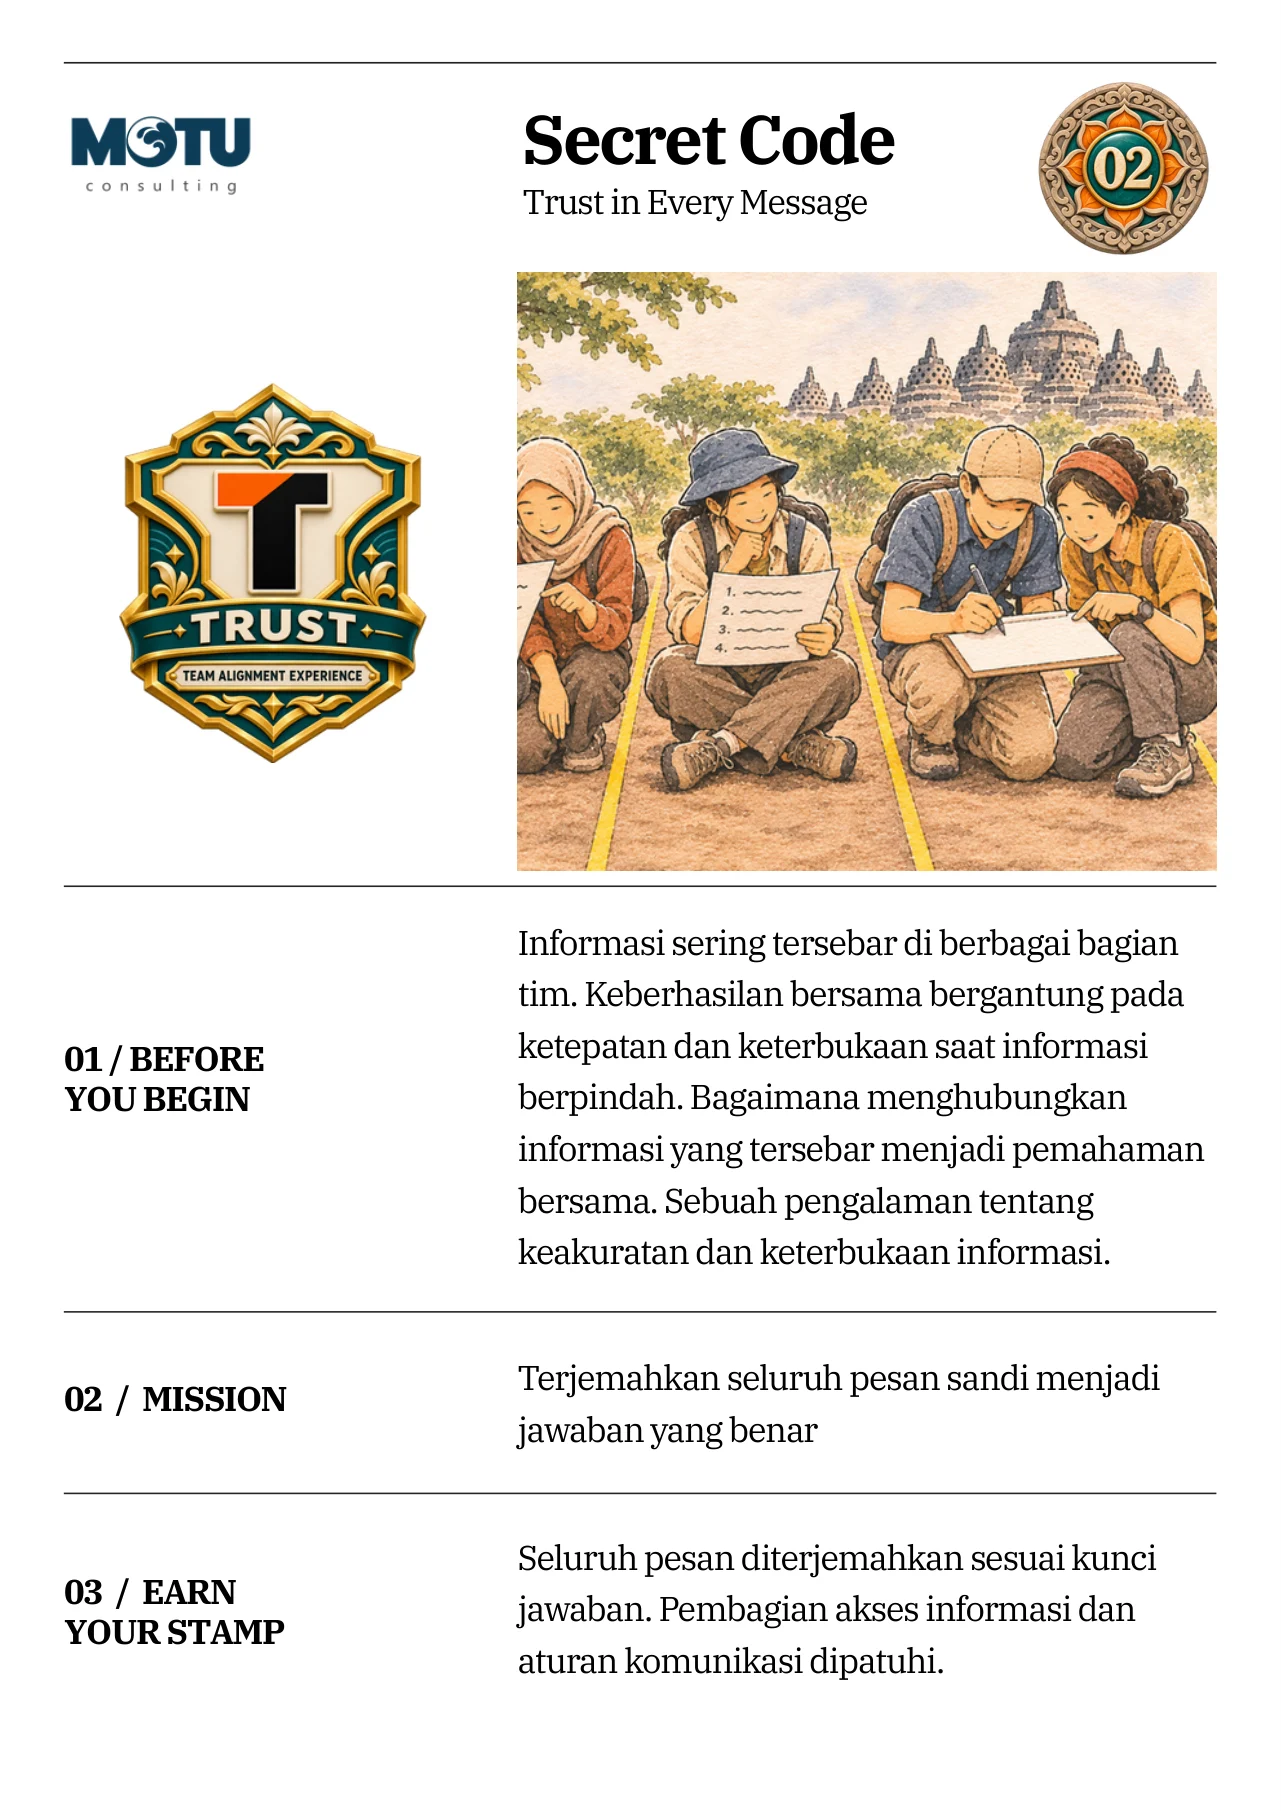 MOTU
consulting
Secret Code
Trust in Every Message
02
T
TRUST
TEAM ALIGNMENT EXPERIENCE
1.
2.
3.
4.
01 / BEFORE
YOU BEGIN
Informasi sering tersebar di berbagai bagian
tim. Keberhasilan bersama bergantung pada
ketepatan dan keterbukaan saat informasi
berpindah. Bagaimana menghubungkan
informasi yang tersebar menjadi pemahaman
bersama. Sebuah pengalaman tentang
keakuratan dan keterbukaan informasi.
02 / MISSION
Terjemahkan seluruh pesan sandi menjadi
jawaban yang benar
03 / EARN
YOUR STAMP
Seluruh pesan diterjemahkan sesuai kunci
jawaban. Pembagian akses informasi dan
aturan komunikasi dipatuhi.